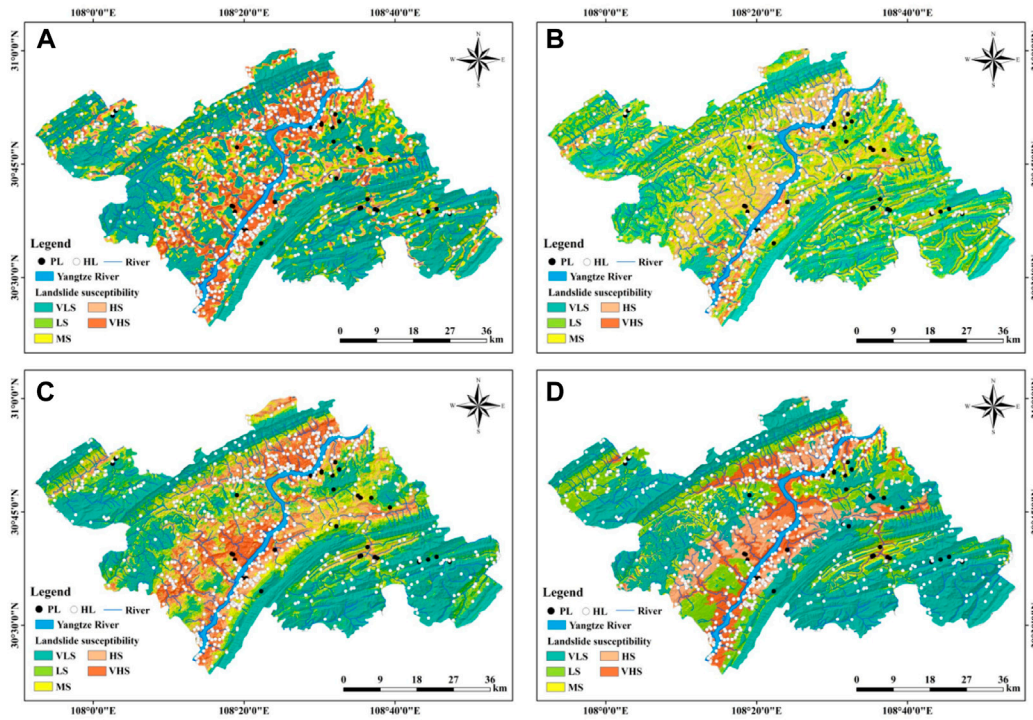 108°0'0"E 108°20'0"E 108°40'0"E 108°0'0"E 108°20'0"E 108°40'0"E
A
N
W E
S
31°0'0"N
30°45'0"N
30°30'0"N
Legend
PL HL River
Yangtze River
Landslide susceptibility
VLS HS
LS VHS
MS
0 9 18 27 36
km
B
N
W E
S
Legend
PL HL River
Yangtze River
Landslide susceptibility
VLS HS
LS VHS
MS
0 9 18 27 36
km
C
N
W E
S
31°0'0"N
30°45'0"N
30°30'0"N
Legend
PL HL River
Yangtze River
Landslide susceptibility
VLS HS
LS VHS
MS
0 9 18 27 36
km
D
N
W E
S
Legend
PL HL River
Yangtze River
Landslide susceptibility
VLS HS
LS VHS
MS
0 9 18 27 36
km
108°0'0"E 108°20'0"E 108°40'0"E 108°0'0"E 108°20'0"E 108°40'0"E